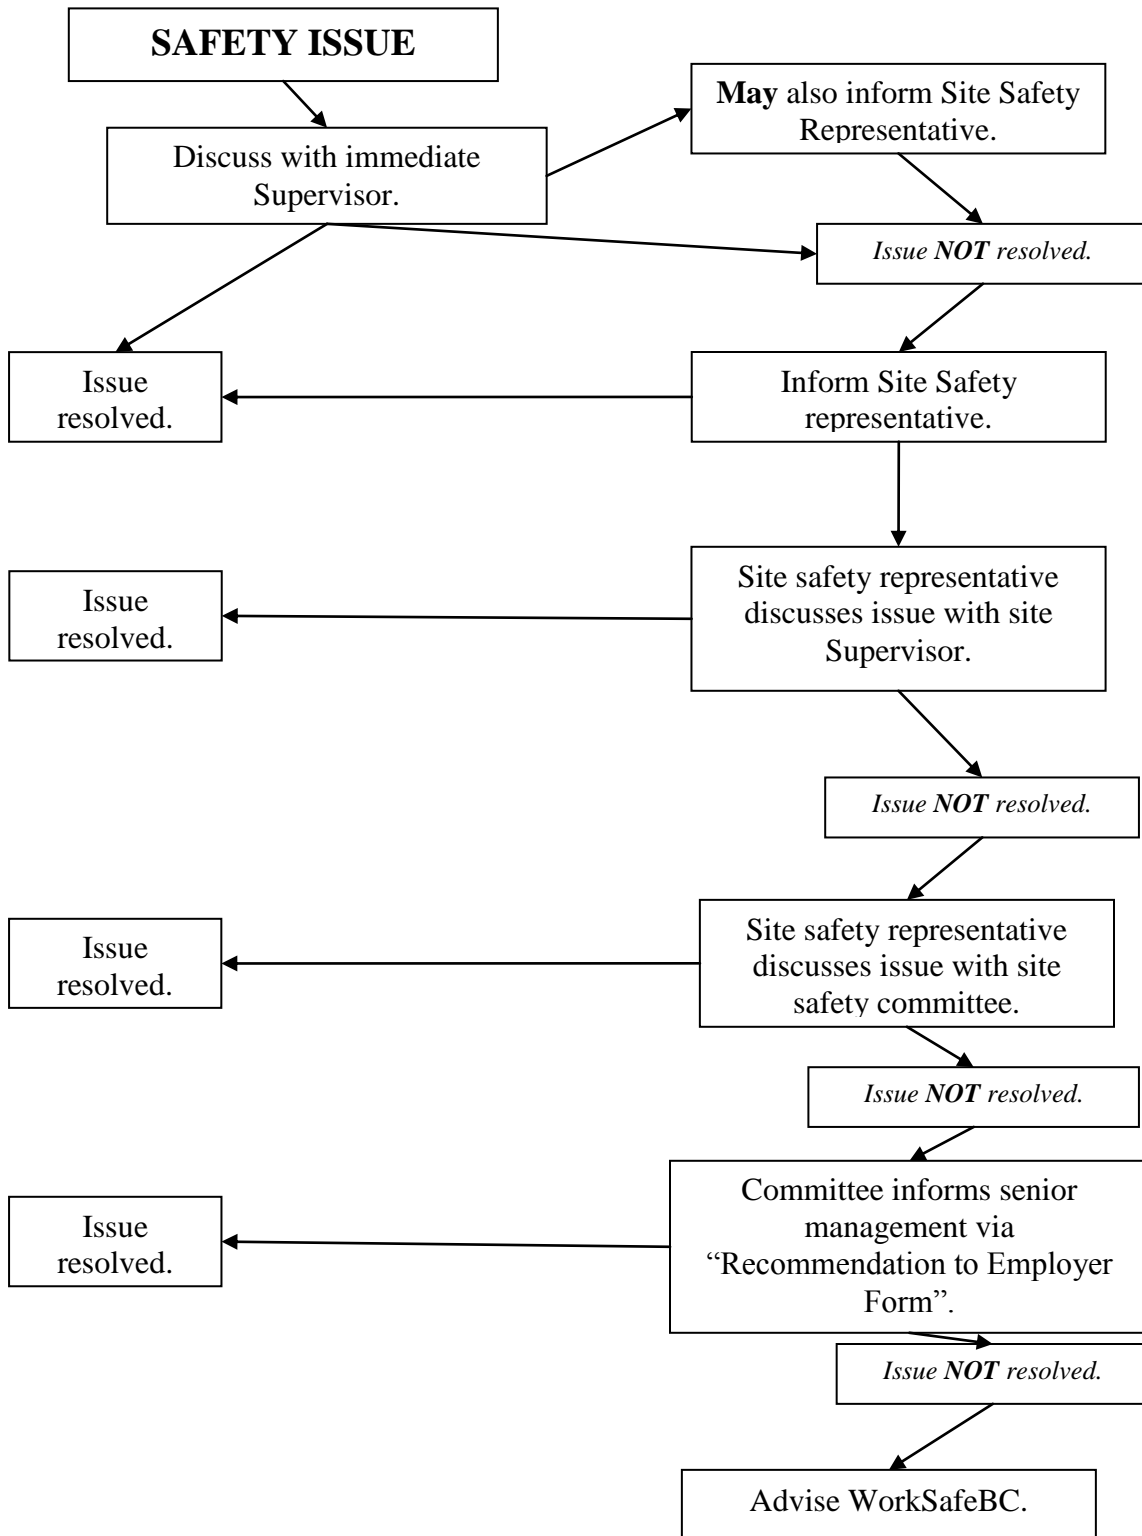 SAFETY ISSUE
May also inform Site Safety
Representative.
Discuss with immediate
Supervisor.
Issue NOT resolved.
Issue
resolved.
Inform Site Safety
representative.
Issue
resolved.
Site safety representative
discusses issue with site
Supervisor.
Issue NOT resolved.
Issue
resolved.
Site safety representative
discusses issue with site
safety committee.
Issue NOT resolved.
Issue
resolved.
Committee informs senior
management via
“Recommendation to Employer
Form”.
Issue NOT resolved.
Advise WorkSafeBC.